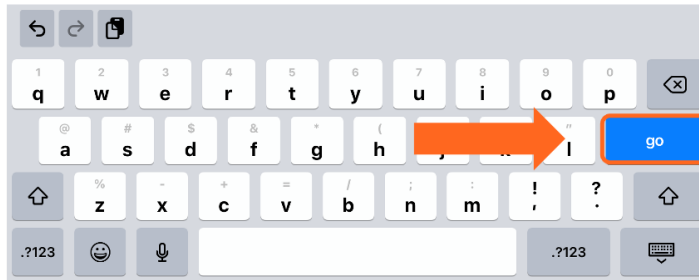 1 2 3 4 5 6 7 8 9 0
q w e r t y u i o p
@ # $ & * ( "
a s d f g h l go
% - + = / ; : ! ?
z x c v b n m , .
.?123 .?123